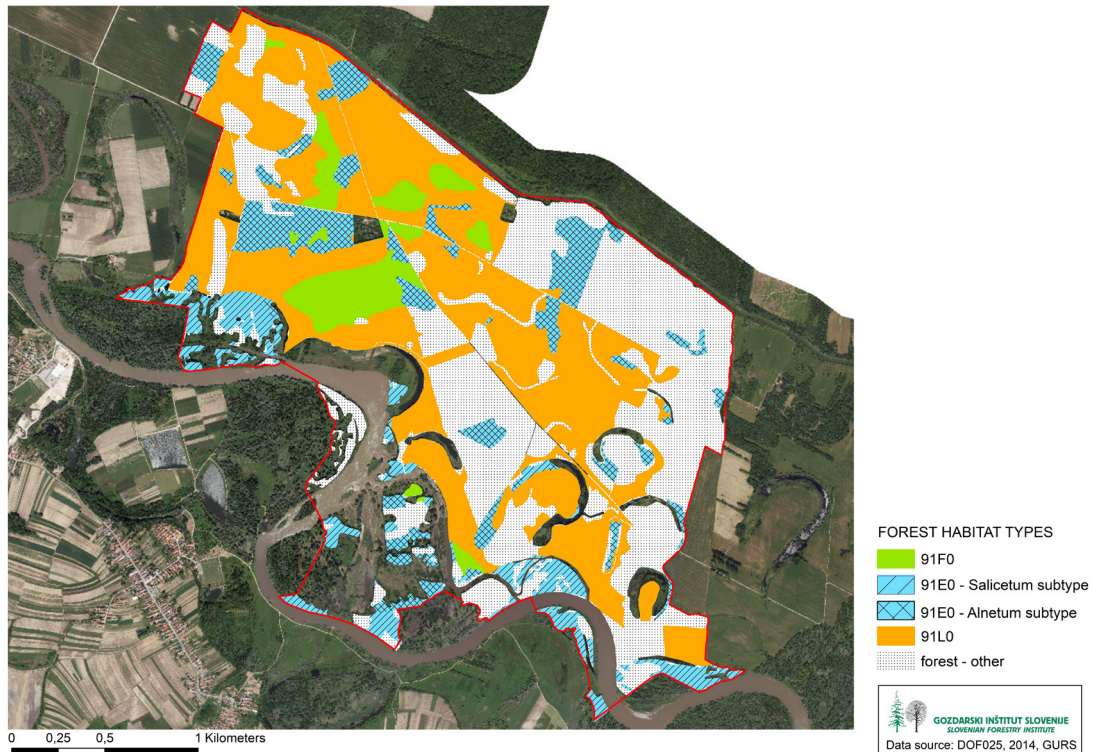 FOREST HABITAT TYPES
91F0
91E0 - Salicetum subtype
91E0 - Alnetum subtype
91L0
forest - other
GOZDARSKI INŠTITUT SLOVENIJE
SLOVENIAN FORESTRY INSTITUTE
Data source: DOF025, 2014, GURS
0 0,25 0,5 1 Kilometers